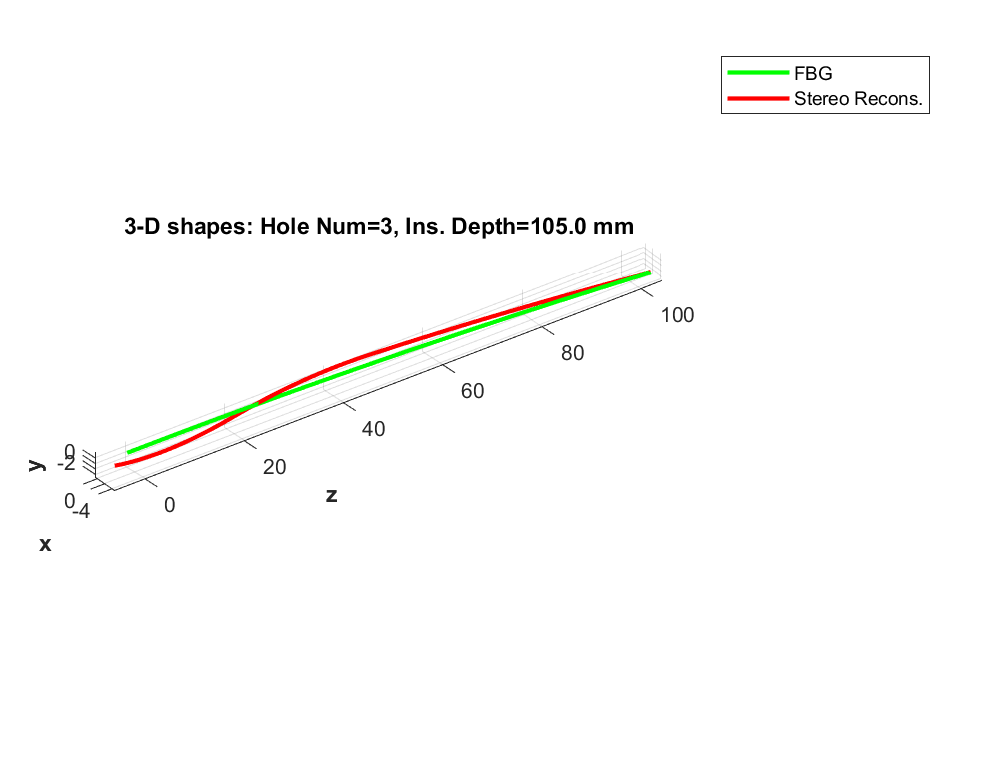 FBG
Stereo Recons.
3-D shapes: Hole Num=3, Ins. Depth=105.0 mm
100
80
60
40
20
0
z
0
-2
y
0
-4
x